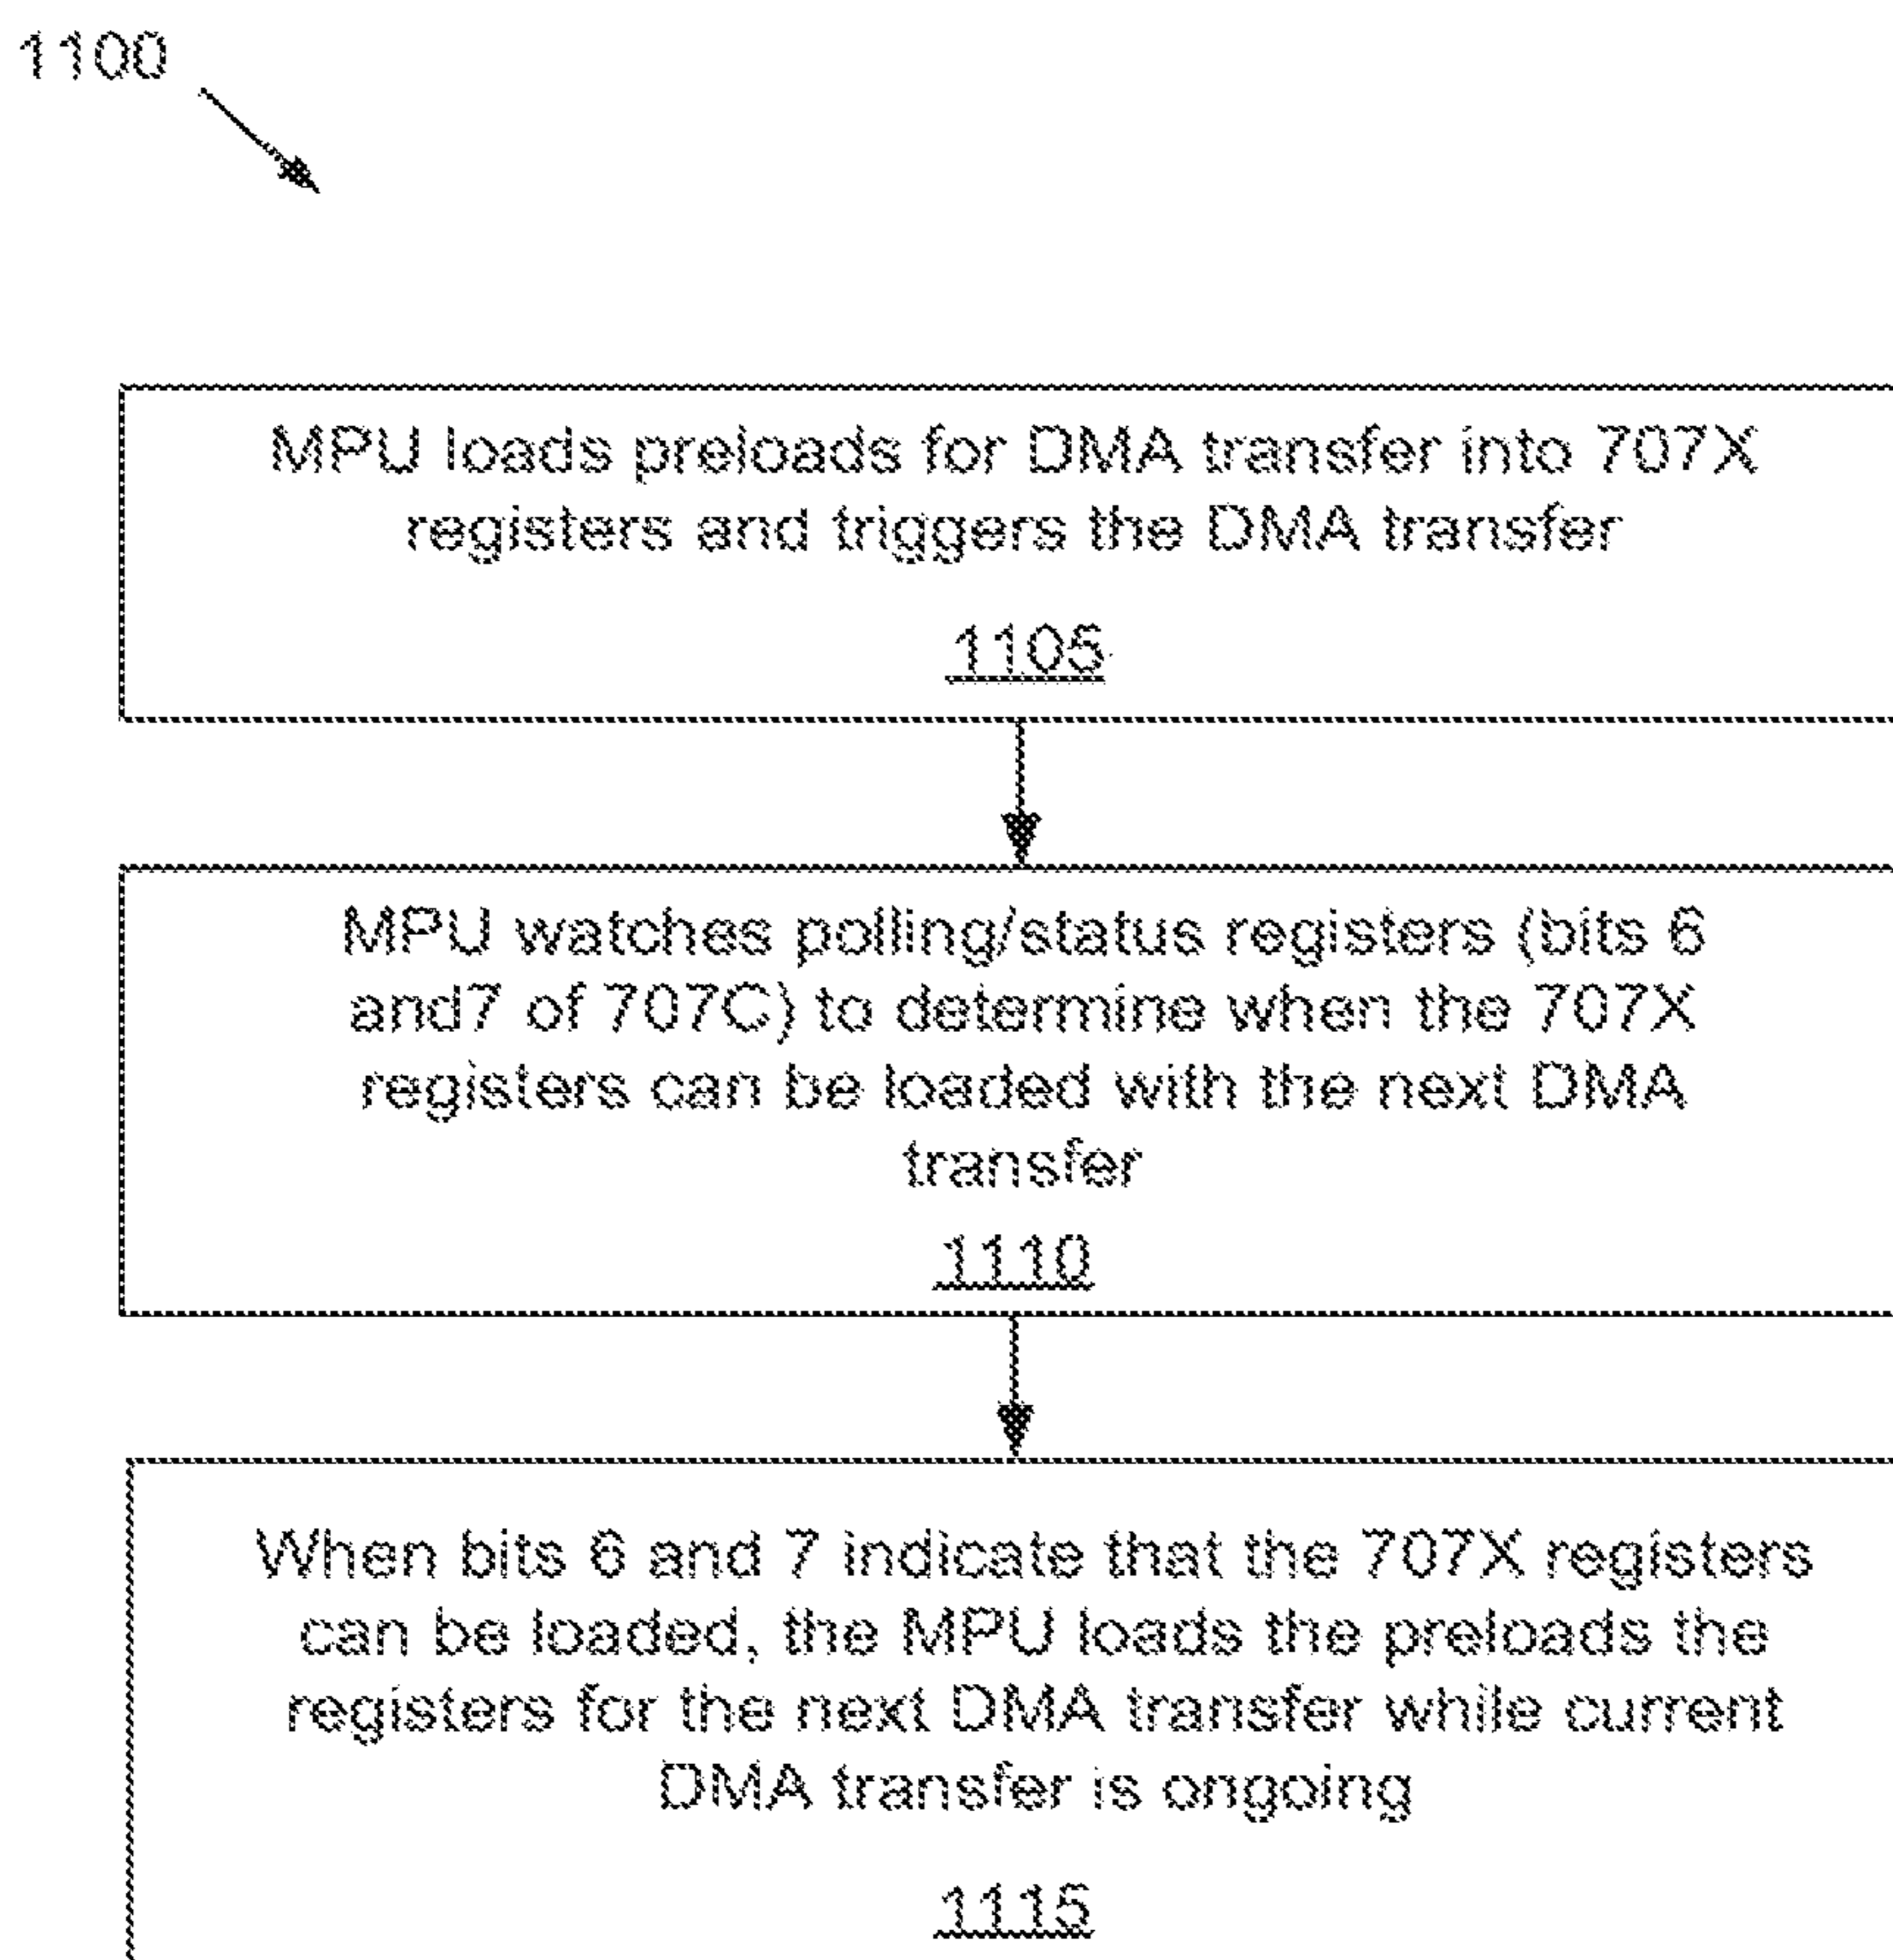 1100
MPU loads preloads for DMA transfer into 707X
registers and triggers the DMA transfer
1105
MPU watches polling/status registers (bits 6
and7 of 707C) to determine when the 707X
registers can be loaded with the next DMA
transfer
1110
When bits 6 and 7 indicate that the 707X registers
can be loaded, the MPU loads the preloads the
registers for the next DMA transfer while current
DMA transfer is ongoing
1115